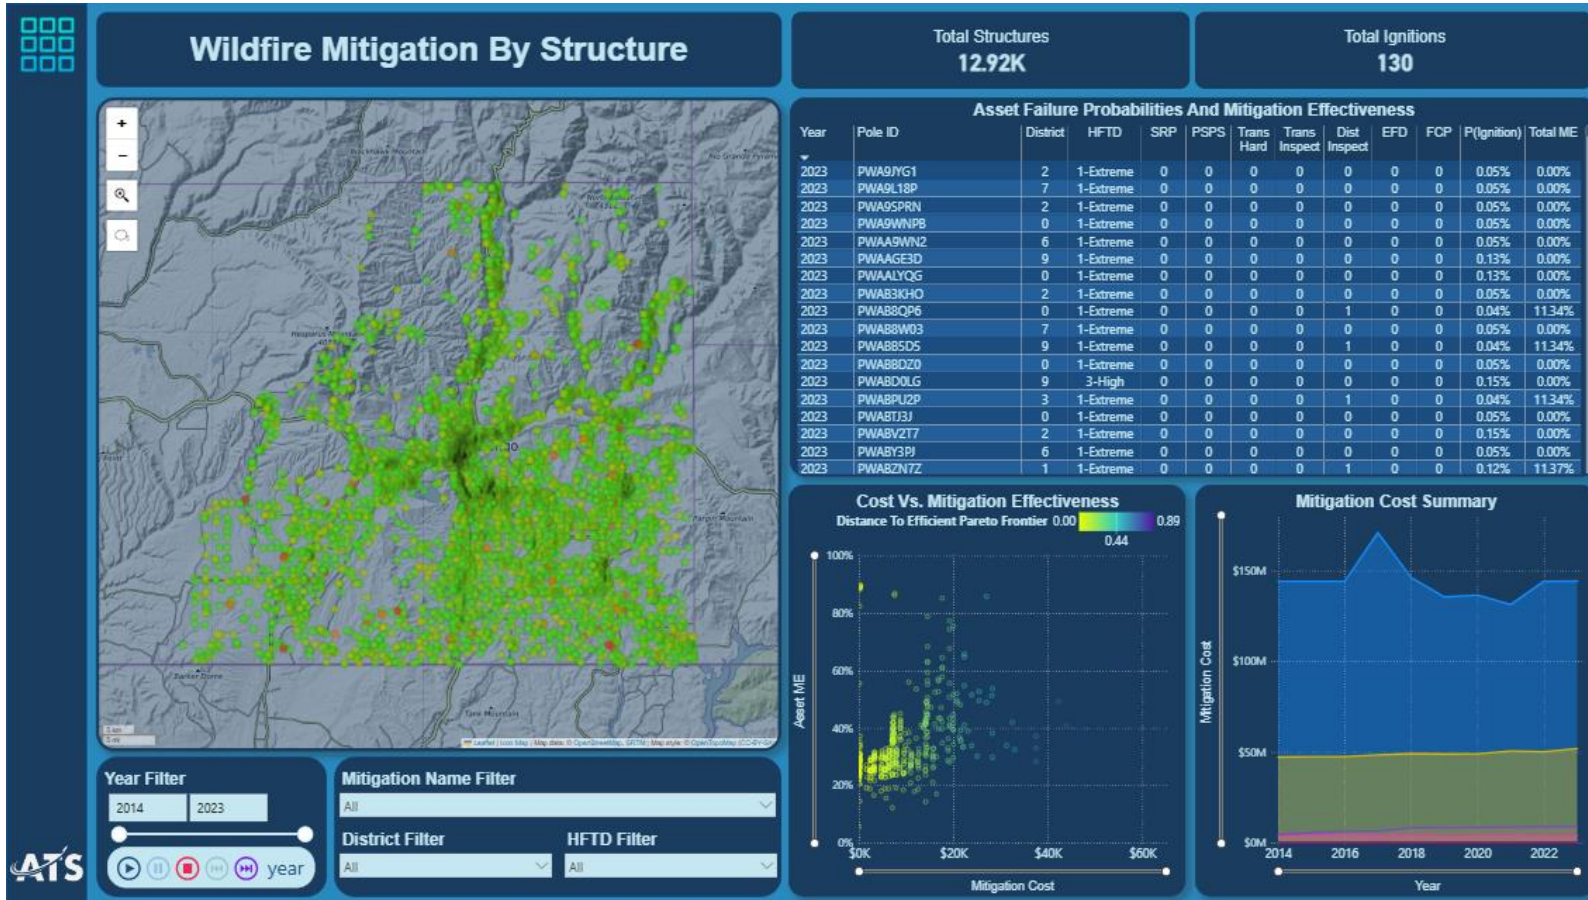 Wildfire Mitigation By Structure
Total Structures
12.92K
Total Ignitions
130
Asset Failure Probabilities And Mitigation Effectiveness
Year Pole ID District HFTD SRP PSPS Trans Hard Trans Inspect Dist Inspect EFD FCP P(Ignition) Total ME
2023 PWA9JYG1 2 1-Extreme 0 0 0 0 0 0 0 0.05% 0.00%
2023 PWA9L18P 7 1-Extreme 0 0 0 0 0 0 0 0.05% 0.00%
2023 PWA9SPRN 2 1-Extreme 0 0 0 0 0 0 0 0.05% 0.00%
2023 PWA9WNPB 0 1-Extreme 0 0 0 0 0 0 0 0.05% 0.00%
2023 PWAA9WN2 6 1-Extreme 0 0 0 0 0 0 0 0.05% 0.00%
2023 PWAAGE3D 9 1-Extreme 0 0 0 0 0 0 0 0.13% 0.00%
2023 PWAALYQG 0 1-Extreme 0 0 0 0 0 0 0 0.13% 0.00%
2023 PWAB3KHO 2 1-Extreme 0 0 0 0 0 0 0 0.05% 0.00%
2023 PWAB8QP6 0 1-Extreme 0 0 0 0 1 0 0 0.04% 11.34%
2023 PWAB8W03 7 1-Extreme 0 0 0 0 0 0 0 0.05% 0.00%
2023 PWABB5D5 9 1-Extreme 0 0 0 0 1 0 0 0.04% 11.34%
2023 PWABBDZ0 0 1-Extreme 0 0 0 0 0 0 0 0.05% 0.00%
2023 PWABD0LG 9 3-High 0 0 0 0 0 0 0 0.15% 0.00%
2023 PWABPU2P 3 1-Extreme 0 0 0 0 1 0 0 0.04% 11.34%
2023 PWABTJ3J 0 1-Extreme 0 0 0 0 0 0 0 0.05% 0.00%
2023 PWABV2T7 2 1-Extreme 0 0 0 0 0 0 0 0.15% 0.00%
2023 PWABY3PJ 6 1-Extreme 0 0 0 0 0 0 0 0.05% 0.00%
2023 PWABZN7Z 1 1-Extreme 0 0 0 0 1 0 0 0.12% 11.37%
Cost Vs. Mitigation Effectiveness
Distance To Efficient Pareto Frontier 0.00 0.89
0.44
100%
80%
60%
40%
20%
0%
Asset ME
$0K $20K $40K $60K
Mitigation Cost
Mitigation Cost Summary
$150M
$100M
$50M
$0M
Mitigation Cost
2014 2016 2018 2020 2022
Year
Year Filter
2014 2023
year
Mitigation Name Filter
All
District Filter
All
HFTD Filter
All
ATS